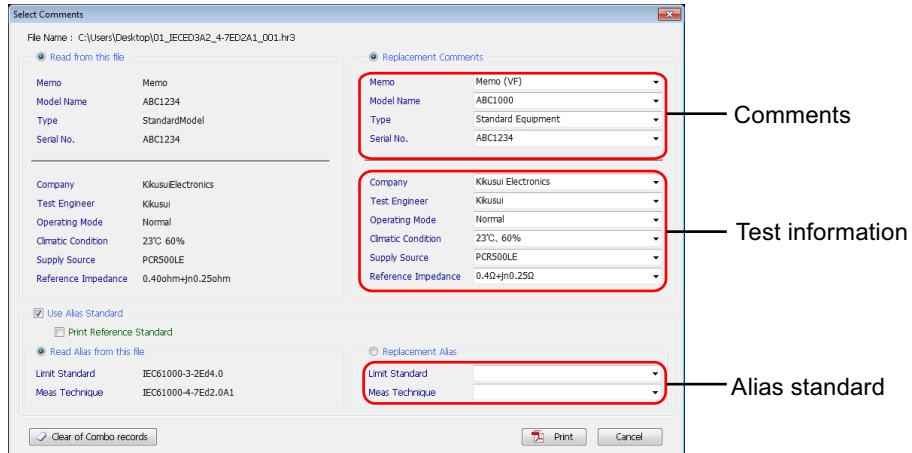 Select Comments
File Name : C:\Users\Desktop\01_IECED3A2_4-7ED2A1_001.hr3
Read from this file
Replacement Comments
Memo Memo
Memo Memo (VF)
Model Name ABC1234
Model Name ABC1000
Type StandardModel
Type Standard Equipment
Serial No. ABC1234
Serial No. ABC1234
Comments
Company KikusuiElectronics
Company Kikusui Electronics
Test Engineer Kikusui
Test Engineer Kikusui
Operating Mode Normal
Operating Mode Normal
Climatic Condition 23℃ 60%
Climatic Condition 23℃、60%
Supply Source PCR500LE
Supply Source PCR500LE
Reference Impedance 0.40ohm+jn0.25ohm
Reference Impedance 0.4Ω+jn0.25Ω
Test information
Use Alias Standard
Print Reference Standard
Read Alias from this file
Replacement Alias
Limit Standard IEC61000-3-2Ed4.0
Limit Standard
Meas Technique IEC61000-4-7Ed2.0A1
Meas Technique
Alias standard
Clear of Combo records
Print
Cancel